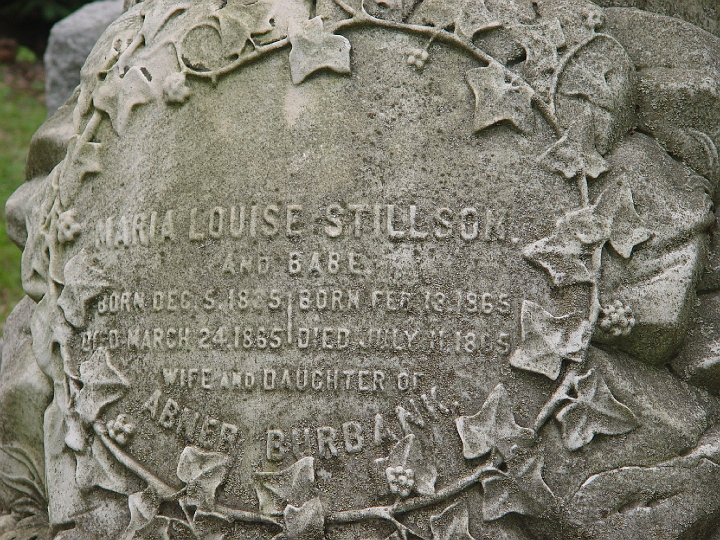 MARIA LOUISE STILLSOM.
AND BABE
BORN DEC. 5. 1835 BORN FEB. 13. 1865
DIED MARCH 24. 1865 DIED JULY 11. 1865
WIFE AND DAUGHTER OF
ABNER BURBANK.